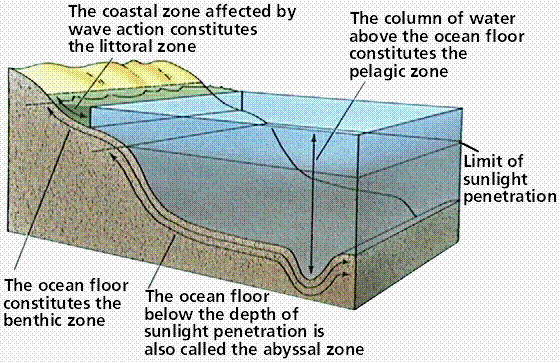 The coastal zone affected by
wave action constitutes
the littoral zone
The column of water
above the ocean floor
constitutes the
pelagic zone
Limit of
sunlight
penetration
The ocean floor
constitutes the
benthic zone
The ocean floor
below the depth of
sunlight penetration is
also called the abyssal zone